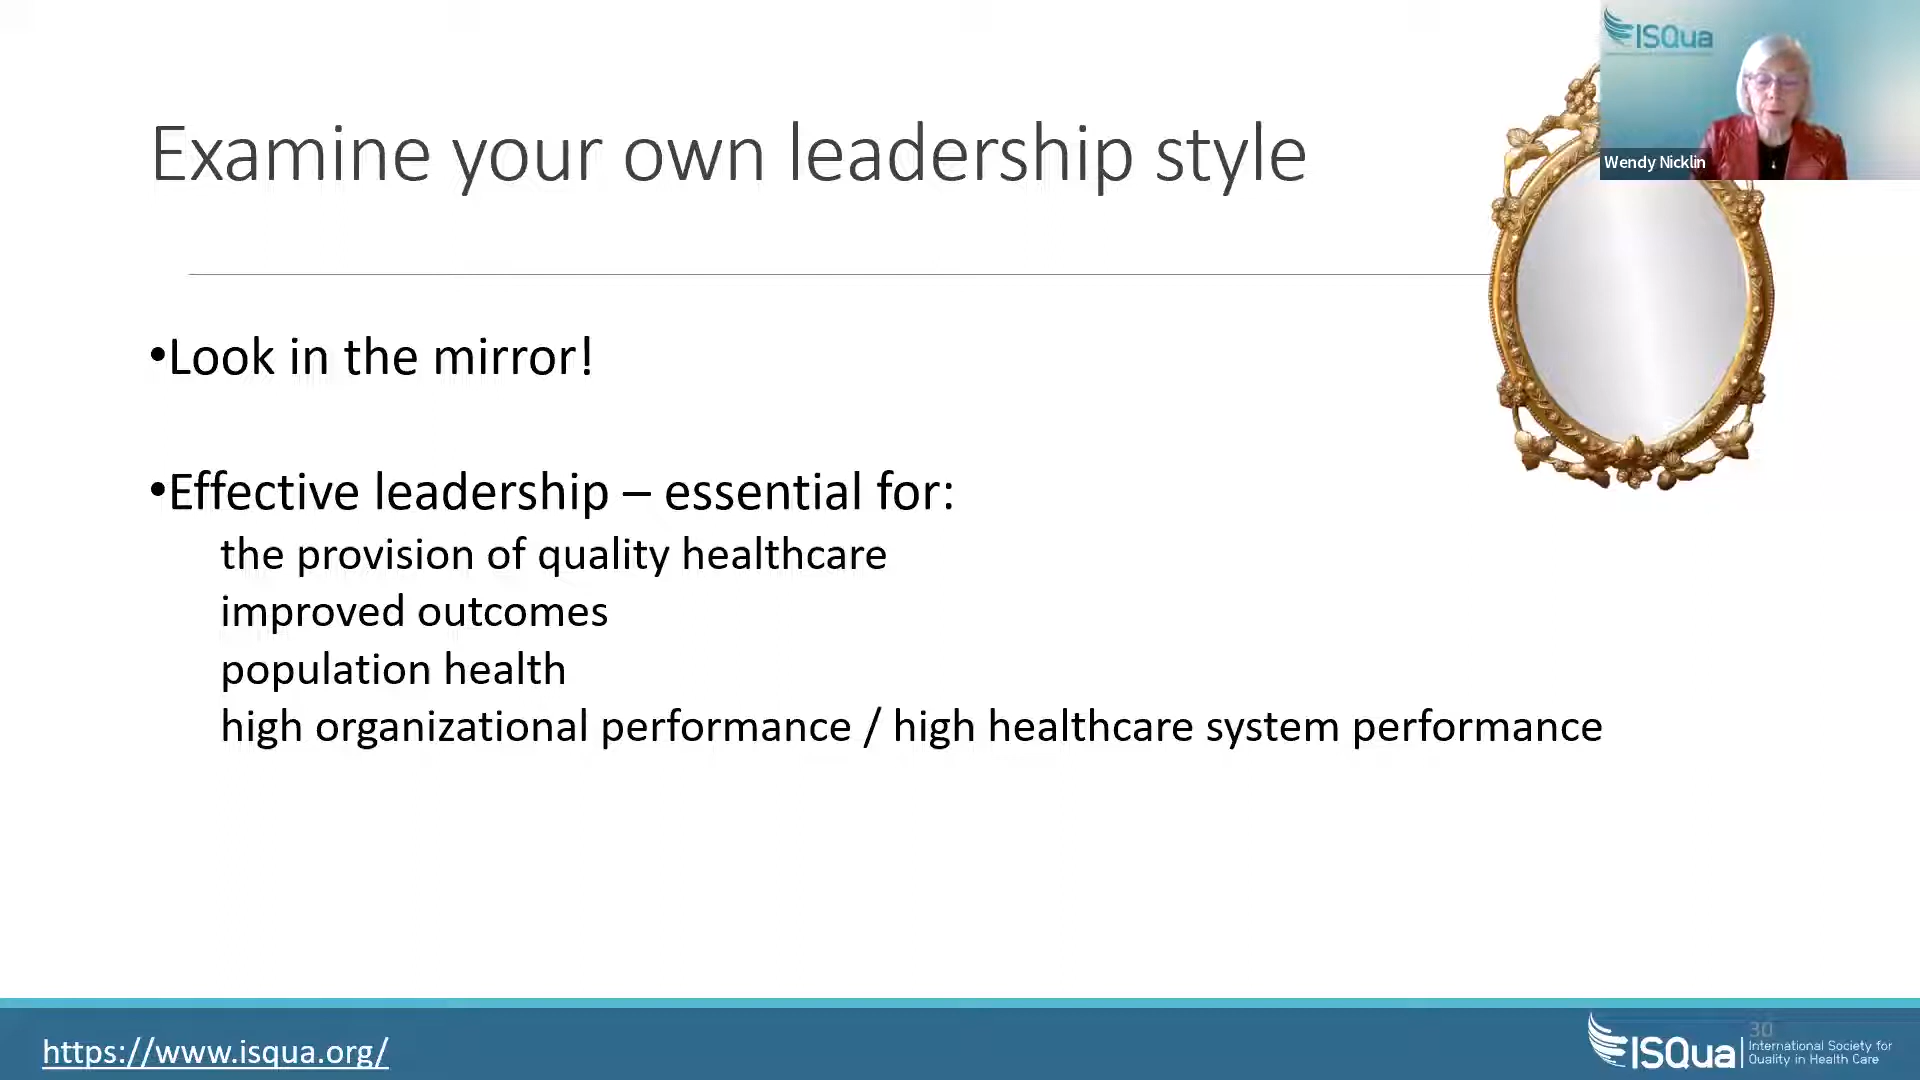 ISQua
Wendy Nicklin
Examine your own leadership style
•Look in the mirror!
•Effective leadership – essential for:
the provision of quality healthcare
improved outcomes
population health
high organizational performance / high healthcare system performance
https://www.isqua.org/
30
ISQua
International Society for
Quality in Health Care